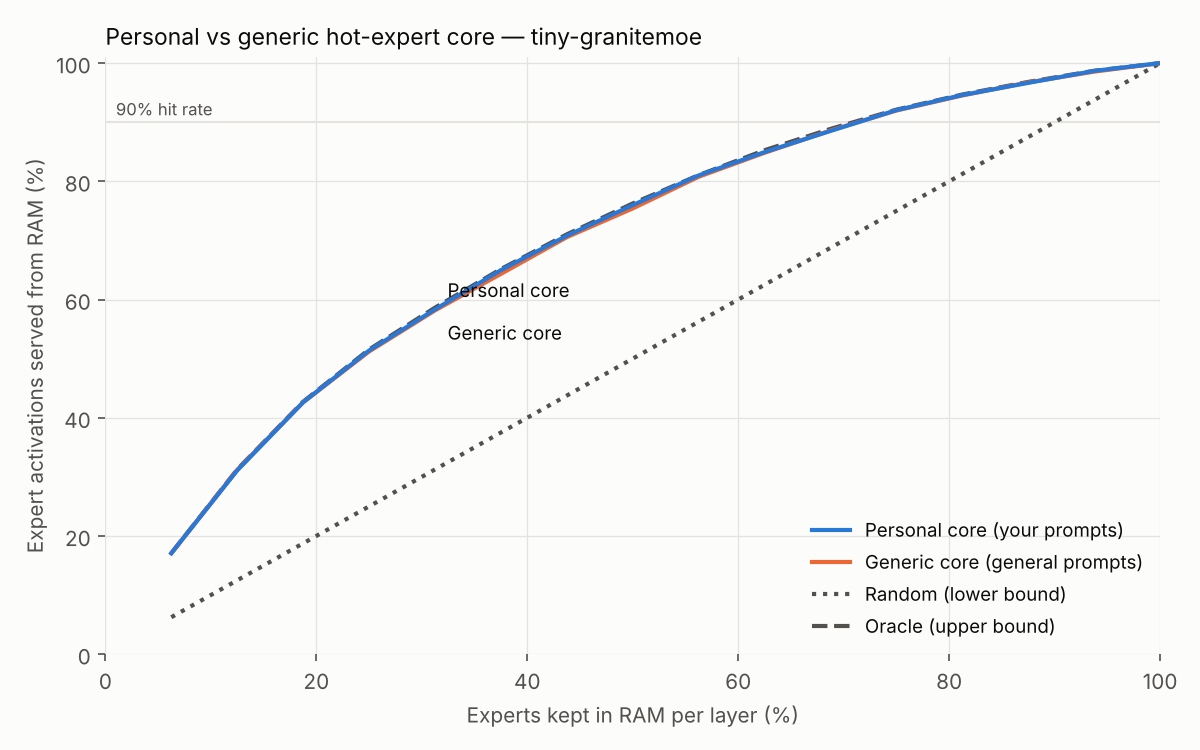 Personal vs generic hot-expert core — tiny-granitemoe
100
90% hit rate
80
60
40
20
0
Expert activations served from RAM (%)
Personal core
Generic core
Personal core (your prompts)
Generic core (general prompts)
Random (lower bound)
Oracle (upper bound)
0 20 40 60 80 100
Experts kept in RAM per layer (%)